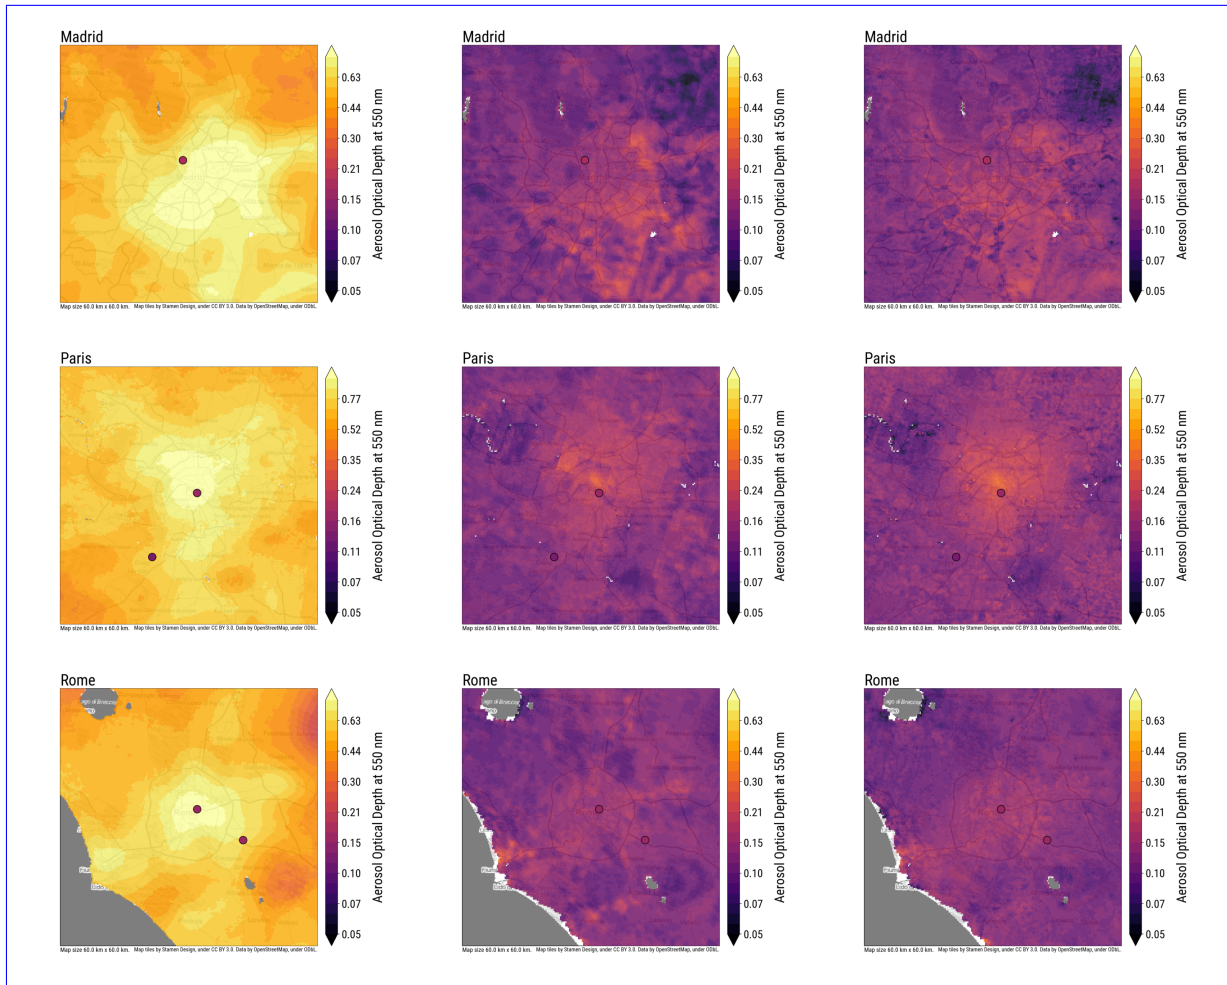 Madrid
Madrid
Madrid
0.63
0.44
0.30
0.21
0.15
0.10
0.07
0.05
Aerosol Optical Depth at 550 nm
0.63
0.44
0.30
0.21
0.15
0.10
0.07
0.05
Aerosol Optical Depth at 550 nm
0.63
0.44
0.30
0.21
0.15
0.10
0.07
0.05
Aerosol Optical Depth at 550 nm
Map size 60.0 km x 60.0 km. Map tiles by Stamen Design, under CC BY 3.0. Data by OpenStreetMap, under ODbL.
Map size 60.0 km x 60.0 km. Map tiles by Stamen Design, under CC BY 3.0. Data by OpenStreetMap, under ODbL.
Map size 60.0 km x 60.0 km. Map tiles by Stamen Design, under CC BY 3.0. Data by OpenStreetMap, under ODbL.
Paris
Paris
Paris
0.77
0.52
0.35
0.24
0.16
0.11
0.07
0.05
Aerosol Optical Depth at 550 nm
0.77
0.52
0.35
0.24
0.16
0.11
0.07
0.05
Aerosol Optical Depth at 550 nm
0.77
0.52
0.35
0.24
0.16
0.11
0.07
0.05
Aerosol Optical Depth at 550 nm
Map size 60.0 km x 60.0 km. Map tiles by Stamen Design, under CC BY 3.0. Data by OpenStreetMap, under ODbL.
Map size 60.0 km x 60.0 km. Map tiles by Stamen Design, under CC BY 3.0. Data by OpenStreetMap, under ODbL.
Map size 60.0 km x 60.0 km. Map tiles by Stamen Design, under CC BY 3.0. Data by OpenStreetMap, under ODbL.
Rome
Rome
Rome
0.63
0.44
0.30
0.21
0.15
0.10
0.07
0.05
Aerosol Optical Depth at 550 nm
0.63
0.44
0.30
0.21
0.15
0.10
0.07
0.05
Aerosol Optical Depth at 550 nm
0.63
0.44
0.30
0.21
0.15
0.10
0.07
0.05
Aerosol Optical Depth at 550 nm
Map size 60.0 km x 60.0 km. Map tiles by Stamen Design, under CC BY 3.0. Data by OpenStreetMap, under ODbL.
Map size 60.0 km x 60.0 km. Map tiles by Stamen Design, under CC BY 3.0. Data by OpenStreetMap, under ODbL.
Map size 60.0 km x 60.0 km. Map tiles by Stamen Design, under CC BY 3.0. Data by OpenStreetMap, under ODbL.